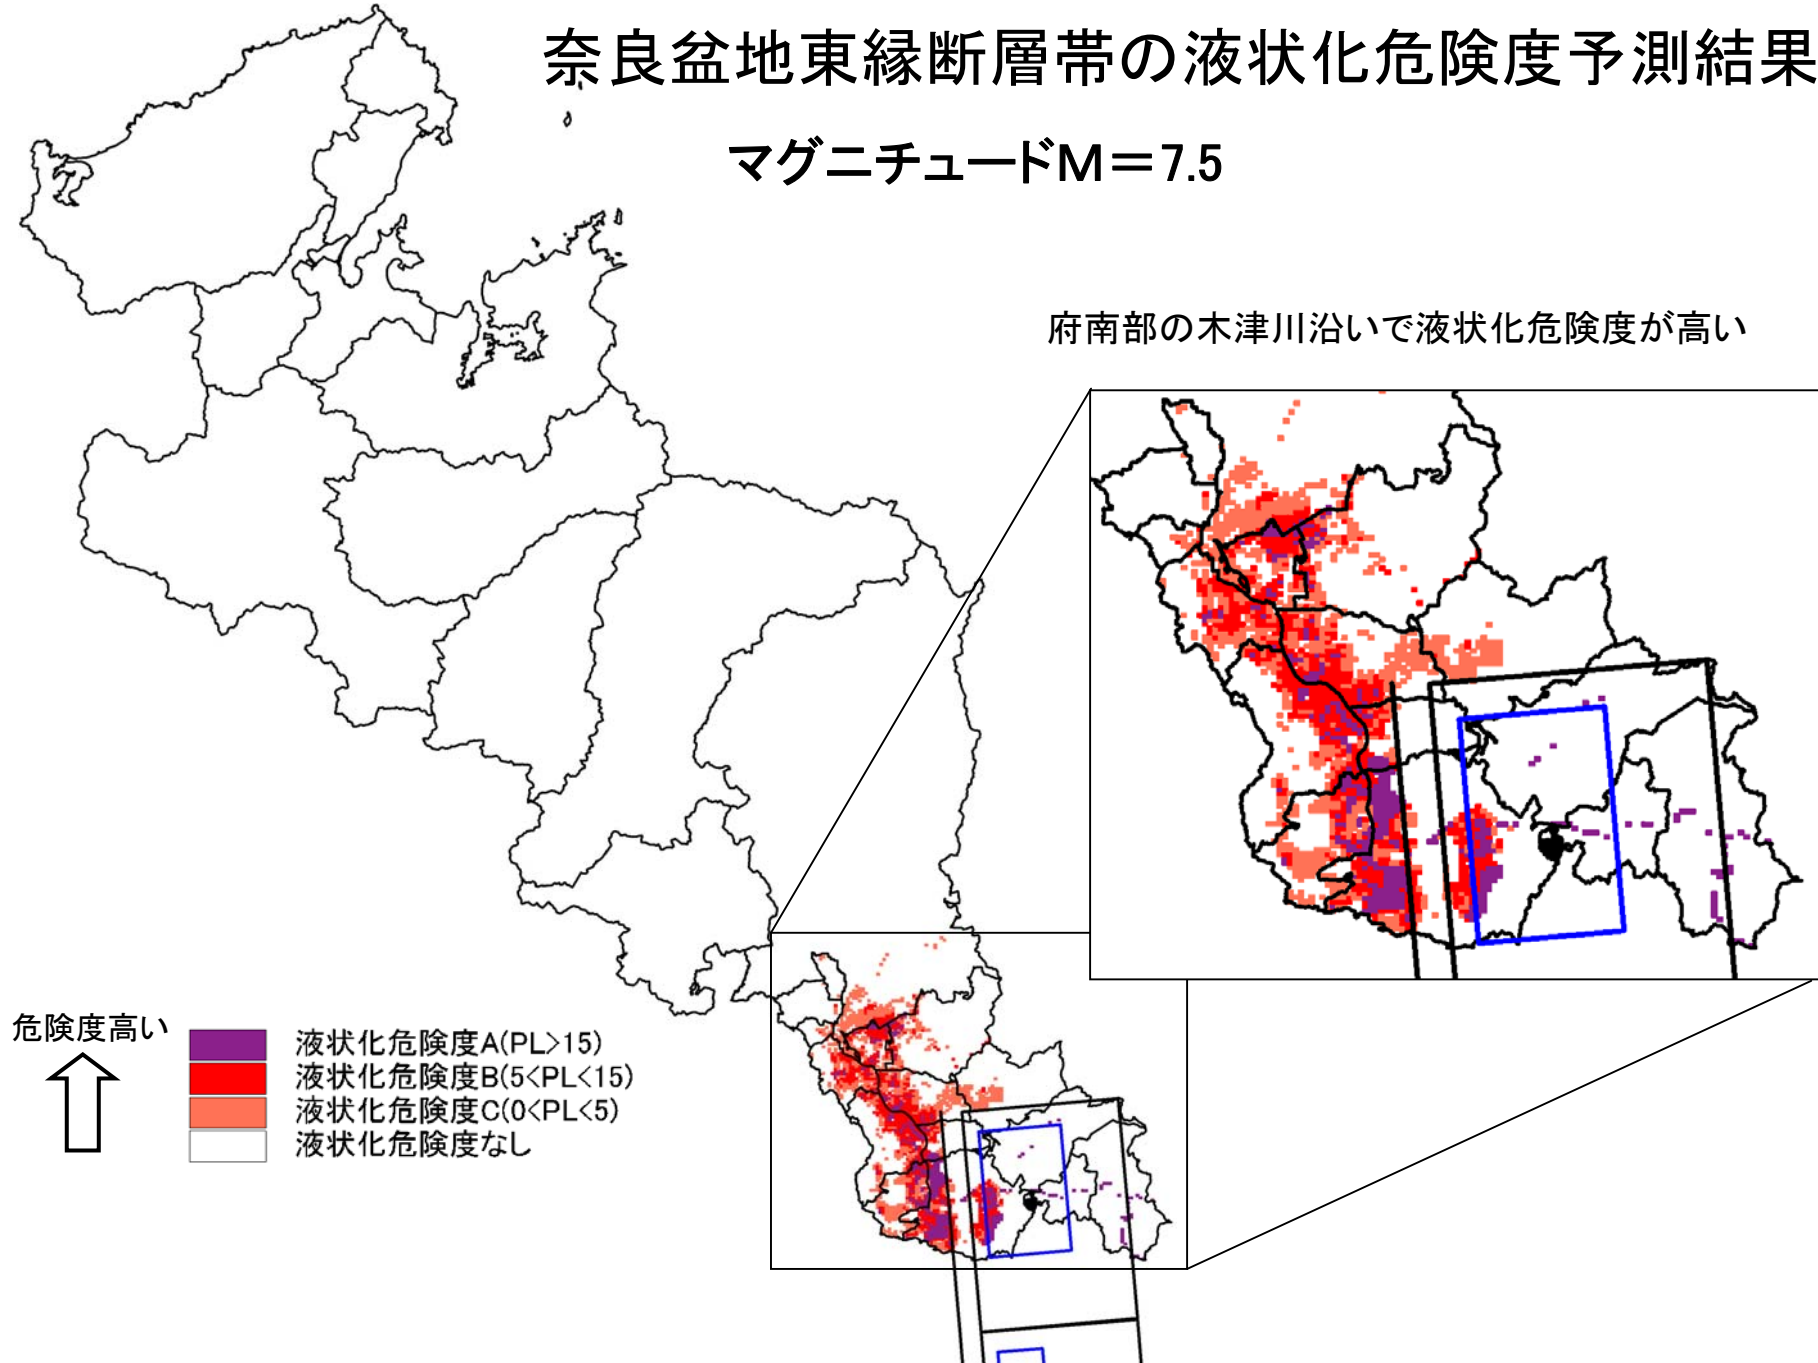 奈良盆地東縁断層帯の液状化危険度予測結果
マグニチュードM＝7.5
府南部の木津川沿いで液状化危険度が高い
危険度高い
液状化危険度A(PL>15)
液状化危険度B(5<PL<15)
液状化危険度C(0<PL<5)
液状化危険度なし